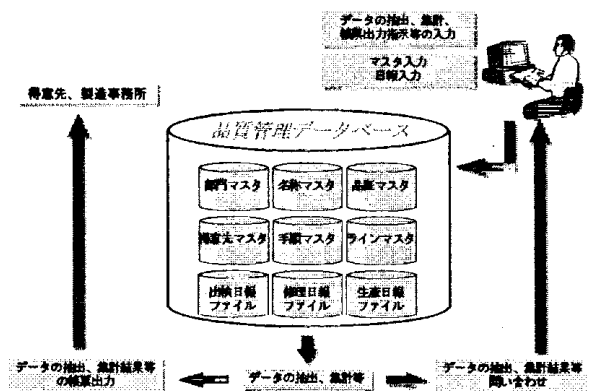 データの抽出、集計、
結果出力指示等の入力
マスタ入力
日報入力
得意先、製造事務所
品質管理データベース
部門マスタ
名称マスタ
品証マスタ
得意先マスタ
手順マスタ
ラインマスタ
出検日報
ファイル
修理日報
ファイル
生産日報
ファイル
データの抽出、集計結果等
の帳票出力
データの抽出、集計等
データの抽出、集計結果等
問い合わせ